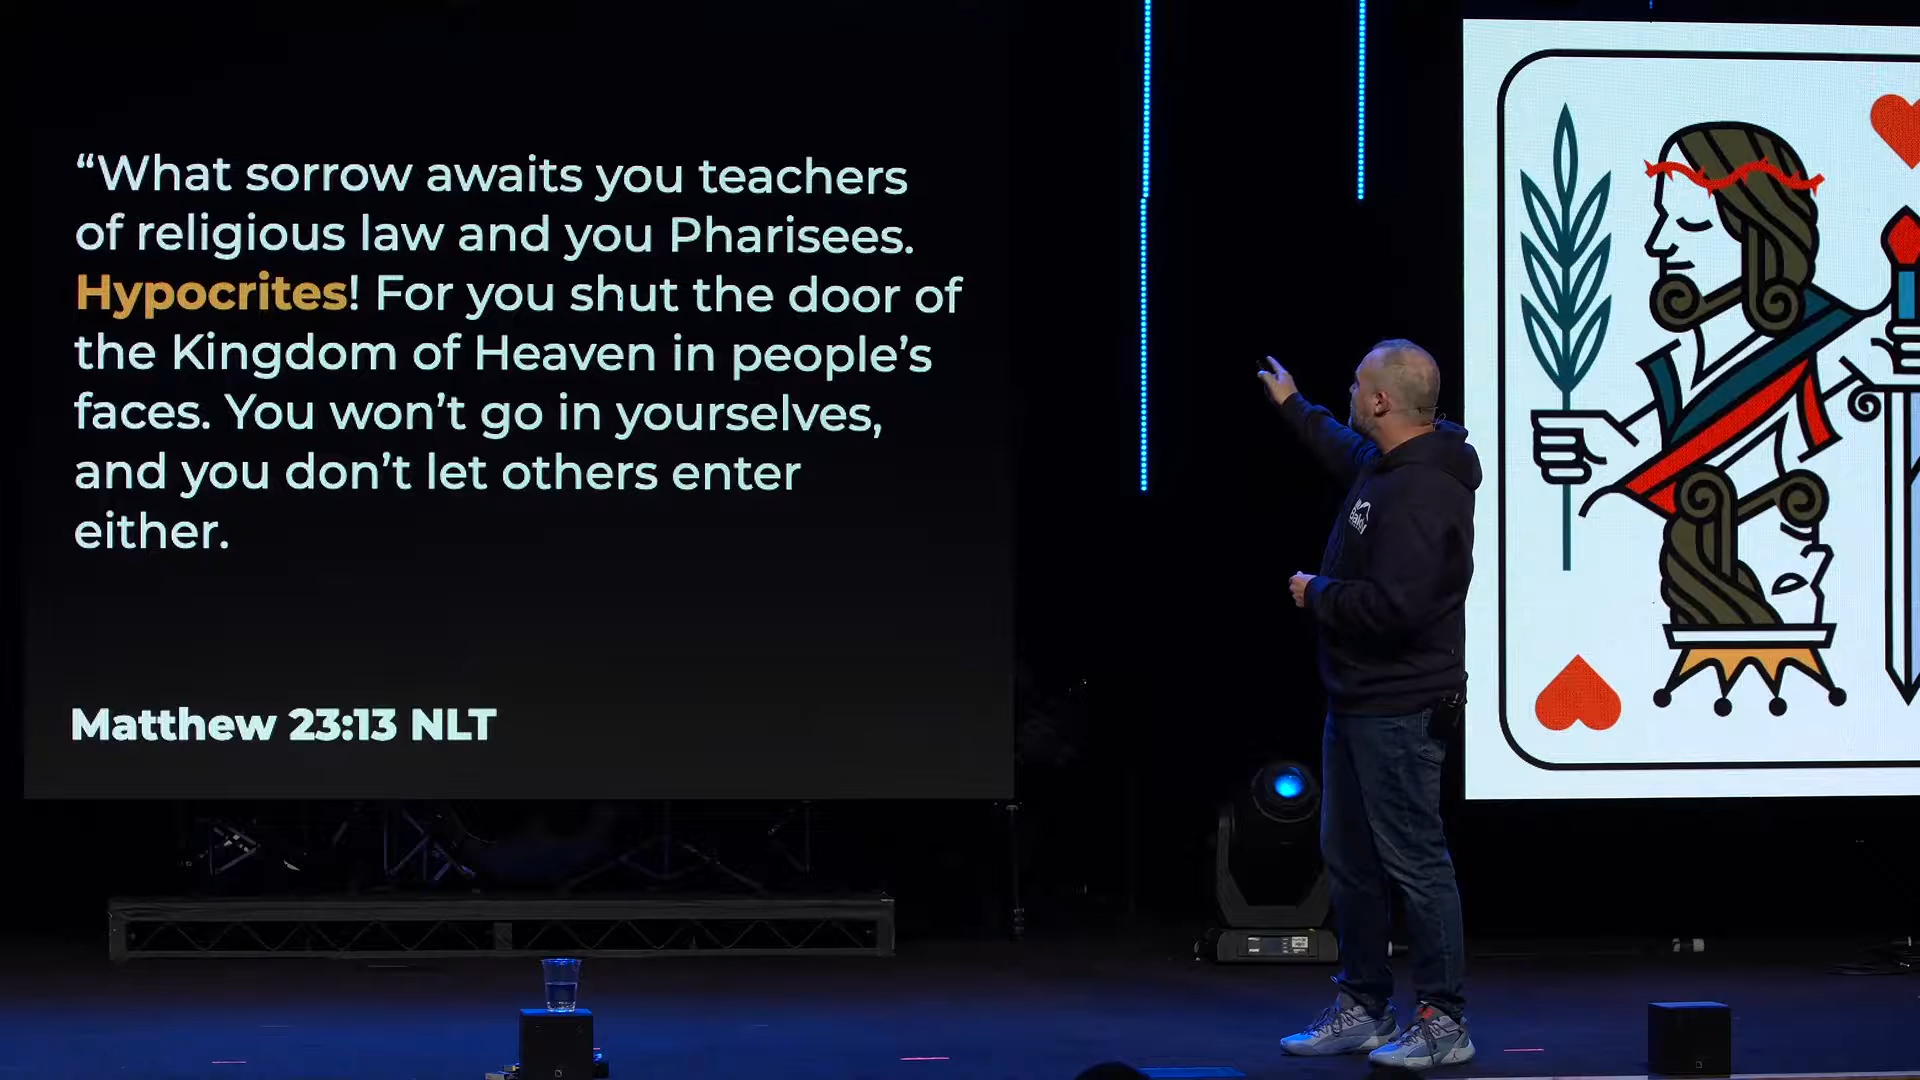 “What sorrow awaits you teachers
of religious law and you Pharisees.
Hypocrites! For you shut the door of
the Kingdom of Heaven in people’s
faces. You won’t go in yourselves,
and you don’t let others enter
either.
Matthew 23:13 NLT